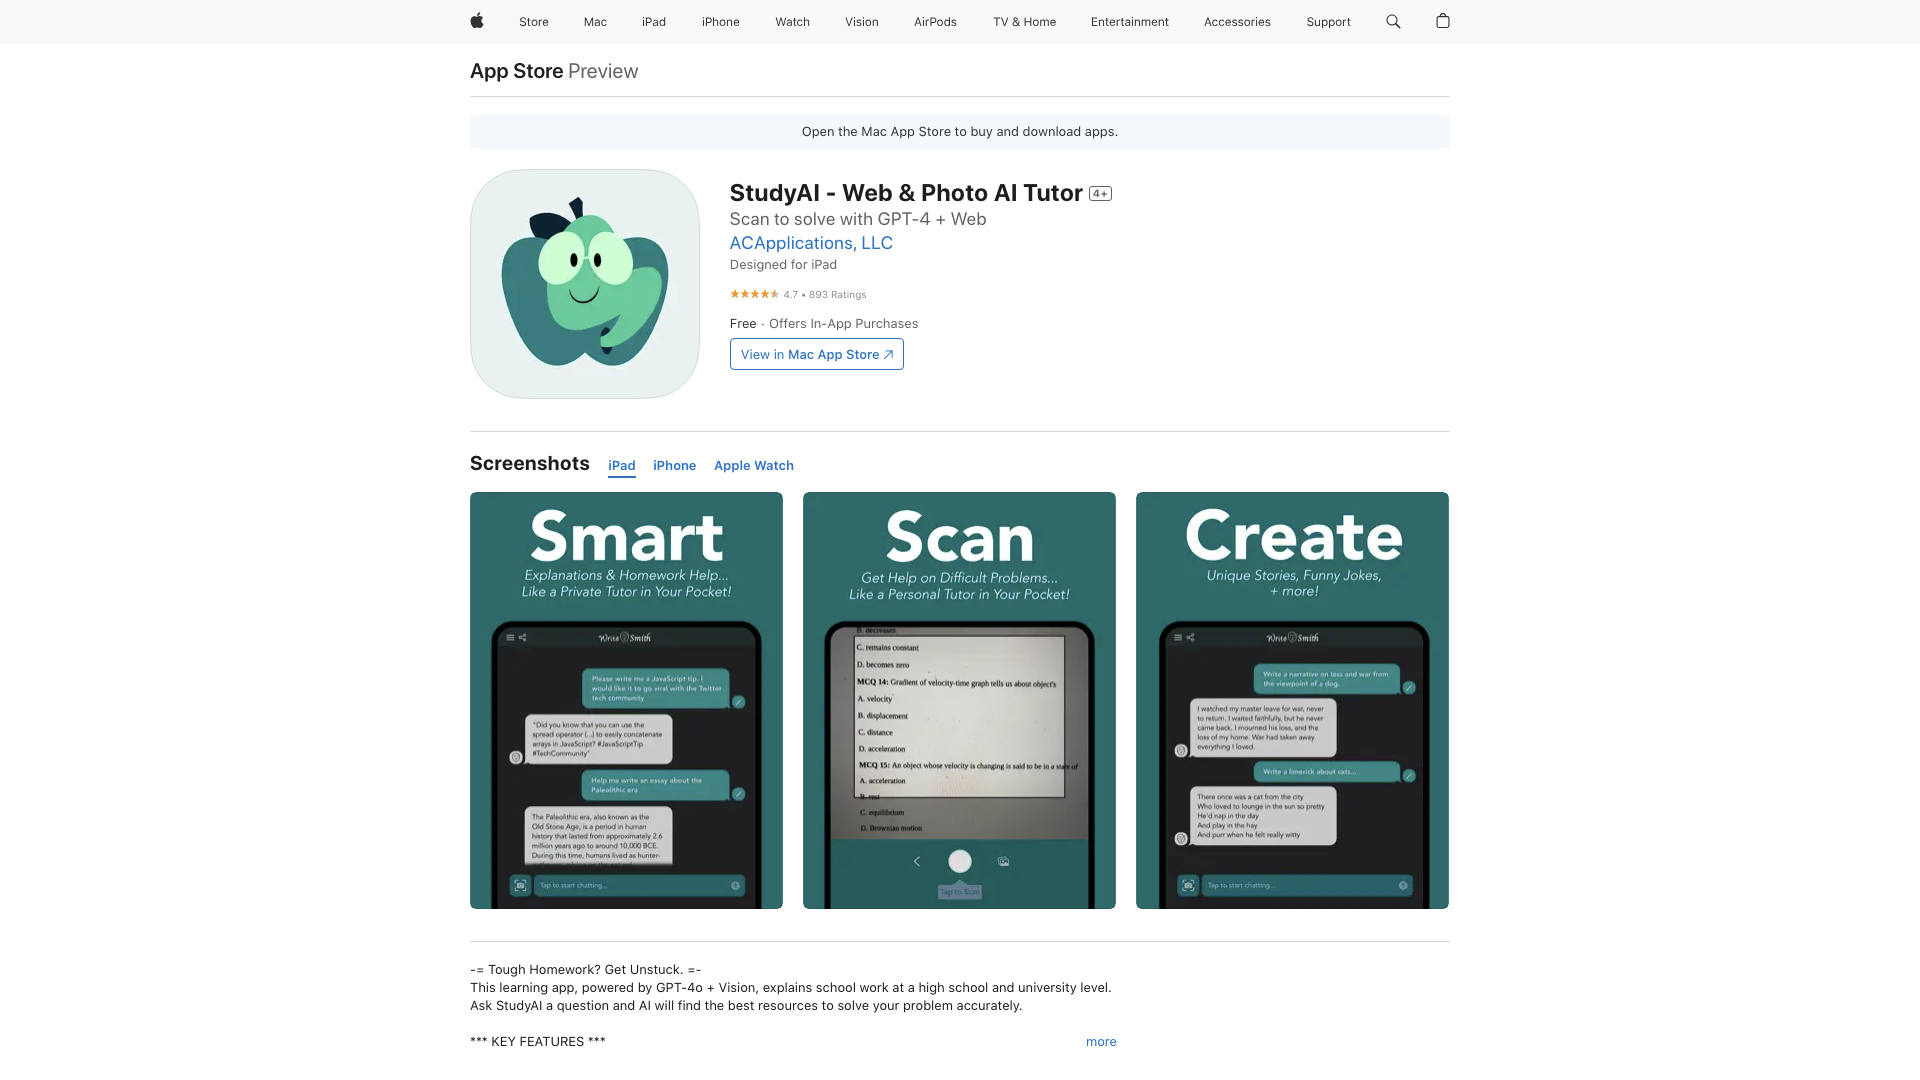 Store
Mac
iPad
iPhone
Watch
Vision
AirPods
TV & Home
Entertainment
Accessories
Support
App Store Preview
Open the Mac App Store to buy and download apps.
StudyAI - Web & Photo AI Tutor 4+
Scan to solve with GPT-4 + Web
ACApplications, LLC
Designed for iPad
4.7 • 893 Ratings
Free · Offers In-App Purchases
View in Mac App Store
Screenshots
iPad
iPhone
Apple Watch
Smart
Explanations & Homework Help...
Like a Private Tutor in Your Pocket!
Write Smith
Please write me a JavaScript tip. I
would like it to go viral with the Twitter
tech community
"Did you know that you can use the
spread operator (...) to easily concatenate
arrays in JavaScript? #JavaScriptTip
#TechCommunity"
Help me write an essay about the
Paleolithic era
The Paleolithic era, also known as the
Old Stone Age, is a period in human
history that lasted from approximately 2.6
million years ago to around 10,000 BCE.
During this time, humans lived as hunter-
Tap to start chatting...
Scan
Get Help on Difficult Problems...
Like a Personal Tutor in Your Pocket!
B. decreases
C. remains constant
D. becomes zero
MCQ 14: Gradient of velocity-time graph tells us about object's
A. velocity
B. displacement
C. distance
D. acceleration
MCQ 15: An object whose velocity is changing is said to be in a state of
A. acceleration
B. rest
C. equilibrium
D. Brownian motion
Tap to Scan
Create
Unique Stories, Funny Jokes,
+ more!
Write Smith
Write a narrative on loss and war from
the viewpoint of a dog.
I watched my master leave for war, never
to return. I waited faithfully, but he never
came back. I mourned his loss, and the
loss of my home. War had taken away
everything I loved.
Write a limerick about cats...
There once was a cat from the city
Who loved to lounge in the sun so pretty
He'd nap in the day
And play in the hay
And purr when he felt really witty
Tap to start chatting...
-= Tough Homework? Get Unstuck. =-
This learning app, powered by GPT-4o + Vision, explains school work at a high school and university level.
Ask StudyAI a question and AI will find the best resources to solve your problem accurately.
*** KEY FEATURES ***
more